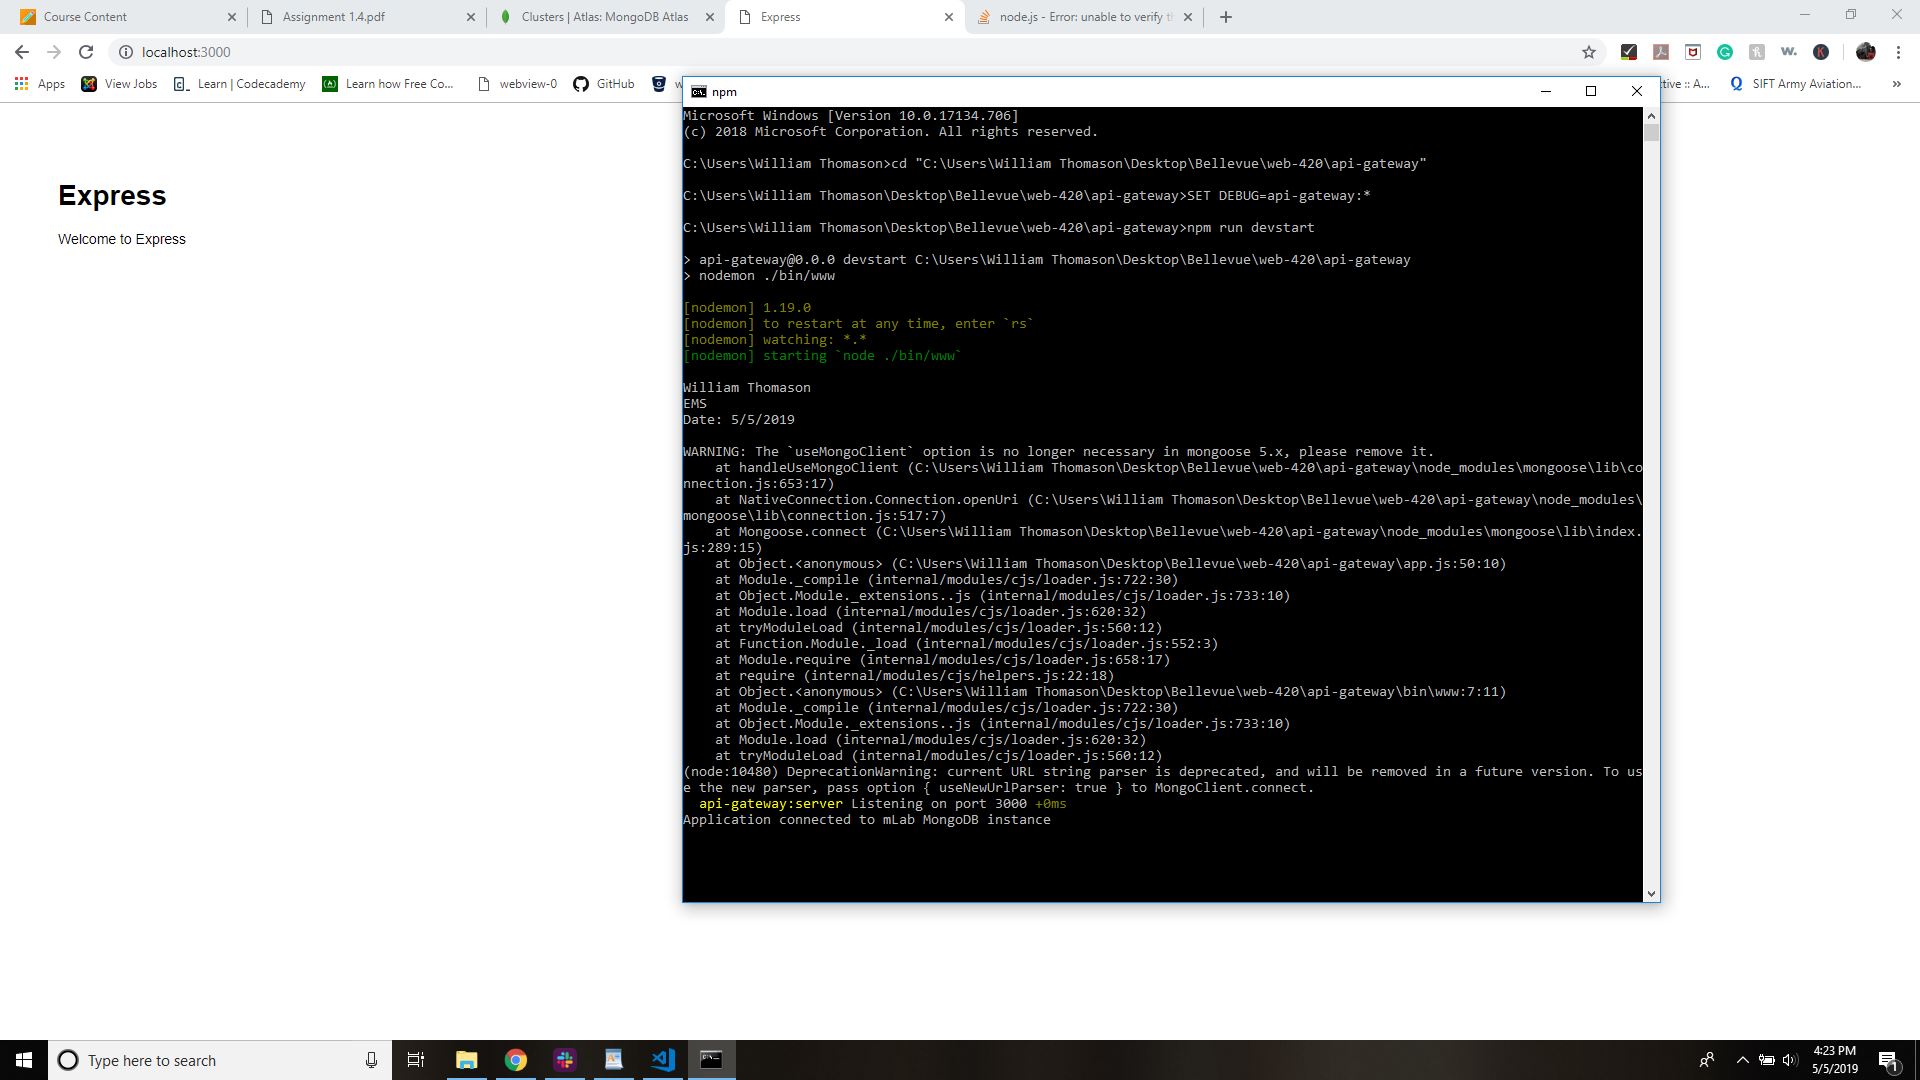 Course Content
Assignment 1.4.pdf
Clusters | Atlas: MongoDB Atlas
Express
node.js - Error: unable to verify t
localhost:3000
Apps
View Jobs
Learn | Codecademy
Learn how Free Co...
webview-0
GitHub
w
ctive :: A...
SIFT Army Aviation...
»
Express
Welcome to Express
npm
Microsoft Windows [Version 10.0.17134.706]
(c) 2018 Microsoft Corporation. All rights reserved.
C:\Users\William Thomason>cd "C:\Users\William Thomason\Desktop\Bellevue\web-420\api-gateway"
C:\Users\William Thomason\Desktop\Bellevue\web-420\api-gateway>SET DEBUG=api-gateway:*
C:\Users\William Thomason\Desktop\Bellevue\web-420\api-gateway>npm run devstart
> api-gateway@0.0.0 devstart C:\Users\William Thomason\Desktop\Bellevue\web-420\api-gateway
> nodemon ./bin/www
[nodemon] 1.19.0
[nodemon] to restart at any time, enter `rs`
[nodemon] watching: *.*
[nodemon] starting `node ./bin/www`
William Thomason
EMS
Date: 5/5/2019
WARNING: The `useMongoClient` option is no longer necessary in mongoose 5.x, please remove it.
at handleUseMongoClient (C:\Users\William Thomason\Desktop\Bellevue\web-420\api-gateway\node_modules\mongoose\lib\co
nnection.js:653:17)
at NativeConnection.Connection.openUri (C:\Users\William Thomason\Desktop\Bellevue\web-420\api-gateway\node_modules\
mongoose\lib\connection.js:517:7)
at Mongoose.connect (C:\Users\William Thomason\Desktop\Bellevue\web-420\api-gateway\node_modules\mongoose\lib\index.
js:289:15)
at Object.<anonymous> (C:\Users\William Thomason\Desktop\Bellevue\web-420\api-gateway\app.js:50:10)
at Module._compile (internal/modules/cjs/loader.js:722:30)
at Object.Module._extensions..js (internal/modules/cjs/loader.js:733:10)
at Module.load (internal/modules/cjs/loader.js:620:32)
at tryModuleLoad (internal/modules/cjs/loader.js:560:12)
at Function.Module._load (internal/modules/cjs/loader.js:552:3)
at Module.require (internal/modules/cjs/loader.js:658:17)
at require (internal/modules/cjs/helpers.js:22:18)
at Object.<anonymous> (C:\Users\William Thomason\Desktop\Bellevue\web-420\api-gateway\bin\www:7:11)
at Module._compile (internal/modules/cjs/loader.js:722:30)
at Object.Module._extensions..js (internal/modules/cjs/loader.js:733:10)
at Module.load (internal/modules/cjs/loader.js:620:32)
at tryModuleLoad (internal/modules/cjs/loader.js:560:12)
(node:10480) DeprecationWarning: current URL string parser is deprecated, and will be removed in a future version. To us
e the new parser, pass option { useNewUrlParser: true } to MongoClient.connect.
api-gateway:server Listening on port 3000 +0ms
Application connected to mLab MongoDB instance
Type here to search
4:23 PM
5/5/2019
1